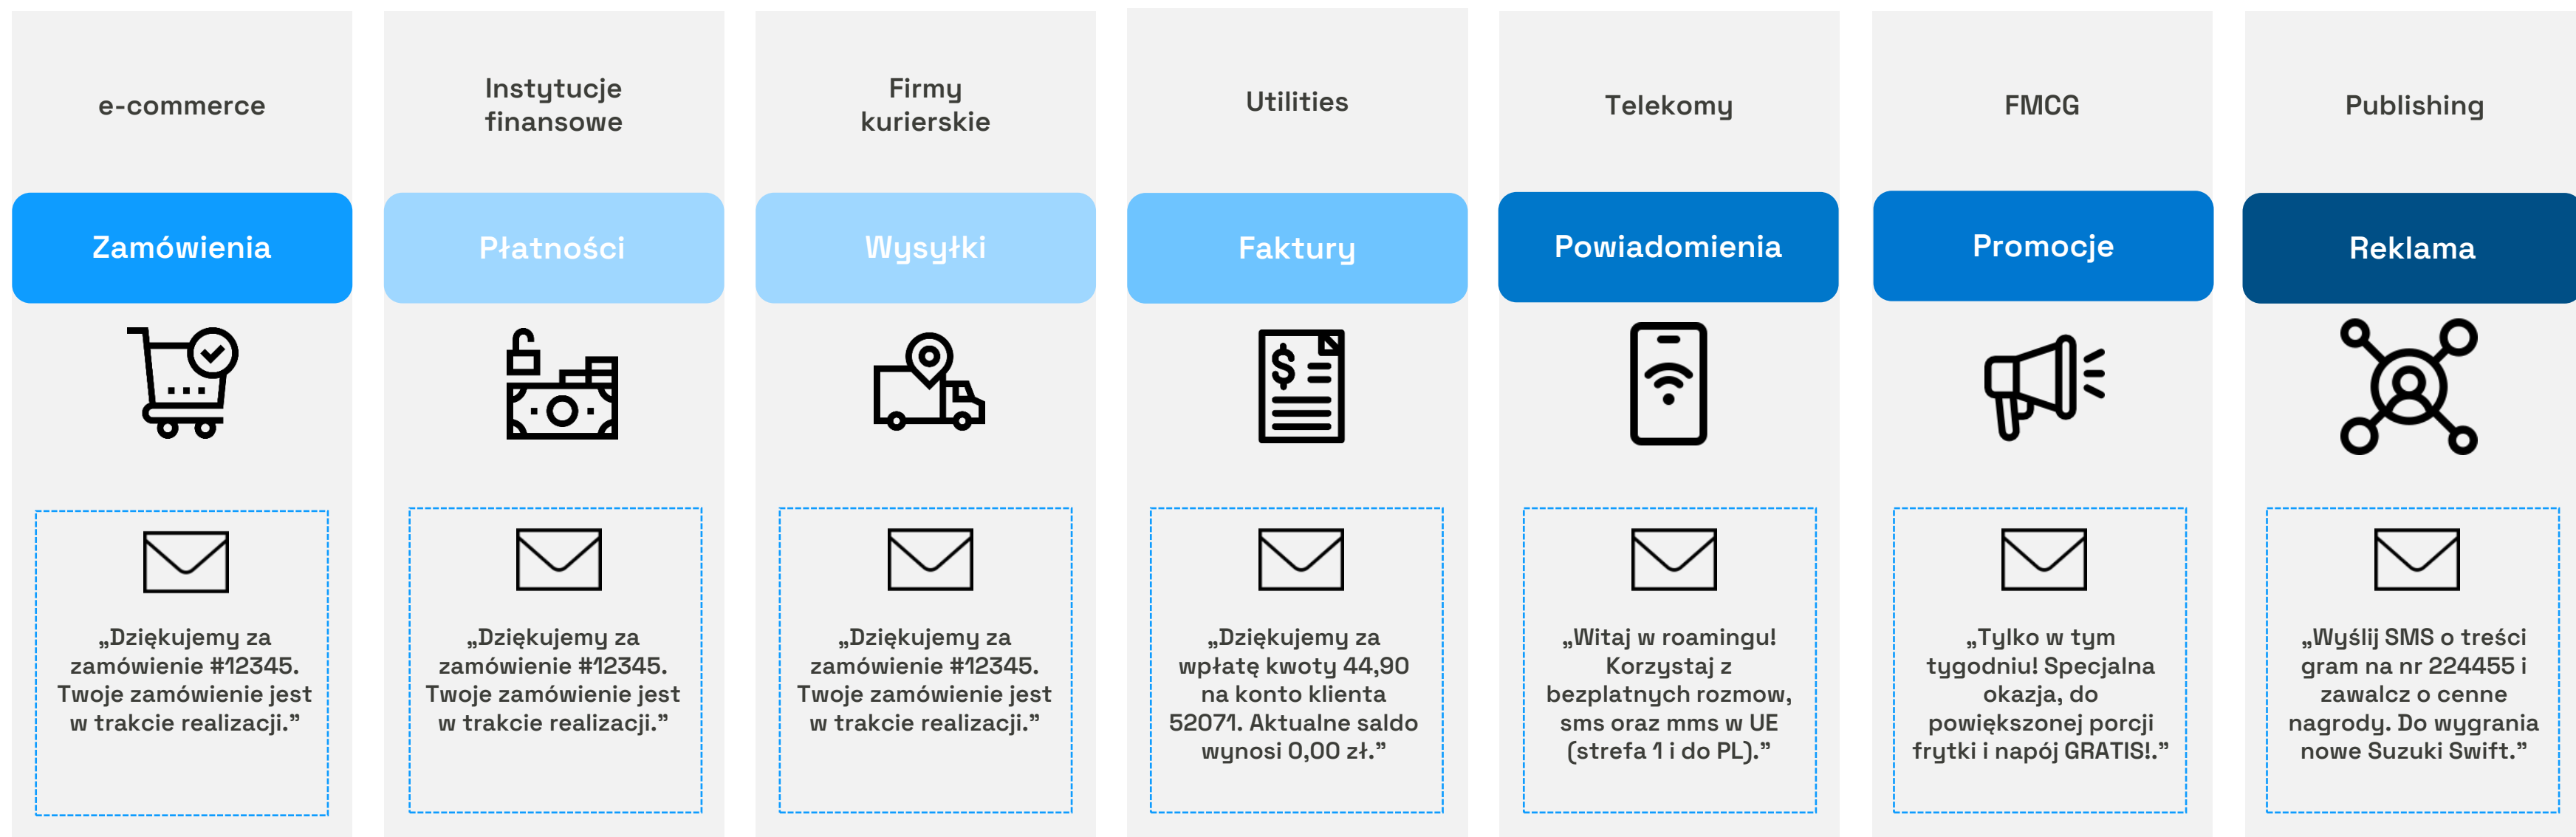 e-commerce
Zamówienia
„Dziękujemy za
zamówienie #12345.
Twoje zamówienie jest
w trakcie realizacji.”
Instytucje
finansowe
Płatności
„Dziękujemy za
zamówienie #12345.
Twoje zamówienie jest
w trakcie realizacji.”
Firmy
kurierskie
Wysyłki
„Dziękujemy za
zamówienie #12345.
Twoje zamówienie jest
w trakcie realizacji.”
Utilities
Faktury
$
„Dziękujemy za
wpłatę kwoty 44,90
na konto klienta
52071. Aktualne saldo
wynosi 0,00 zł.”
Telekomy
Powiadomienia
„Witaj w roamingu!
Korzystaj z
bezplatnych rozmow,
sms oraz mms w UE
(strefa 1 i do PL).”
FMCG
Promocje
„Tylko w tym
tygodniu! Specjalna
okazja, do
powiększonej porcji
frytki i napój GRATIS!.”
Publishing
Reklama
„Wyślij SMS o treści
gram na nr 224455 i
zawalcz o cenne
nagrody. Do wygrania
nowe Suzuki Swift.”